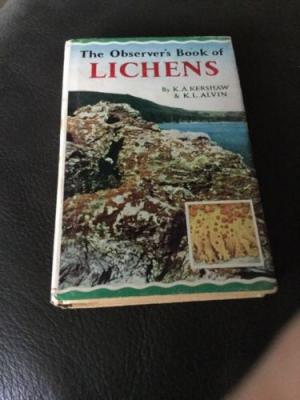 The Observer's Book of
LICHENS
By K.A KERSHAW
& K.L. ALVIN